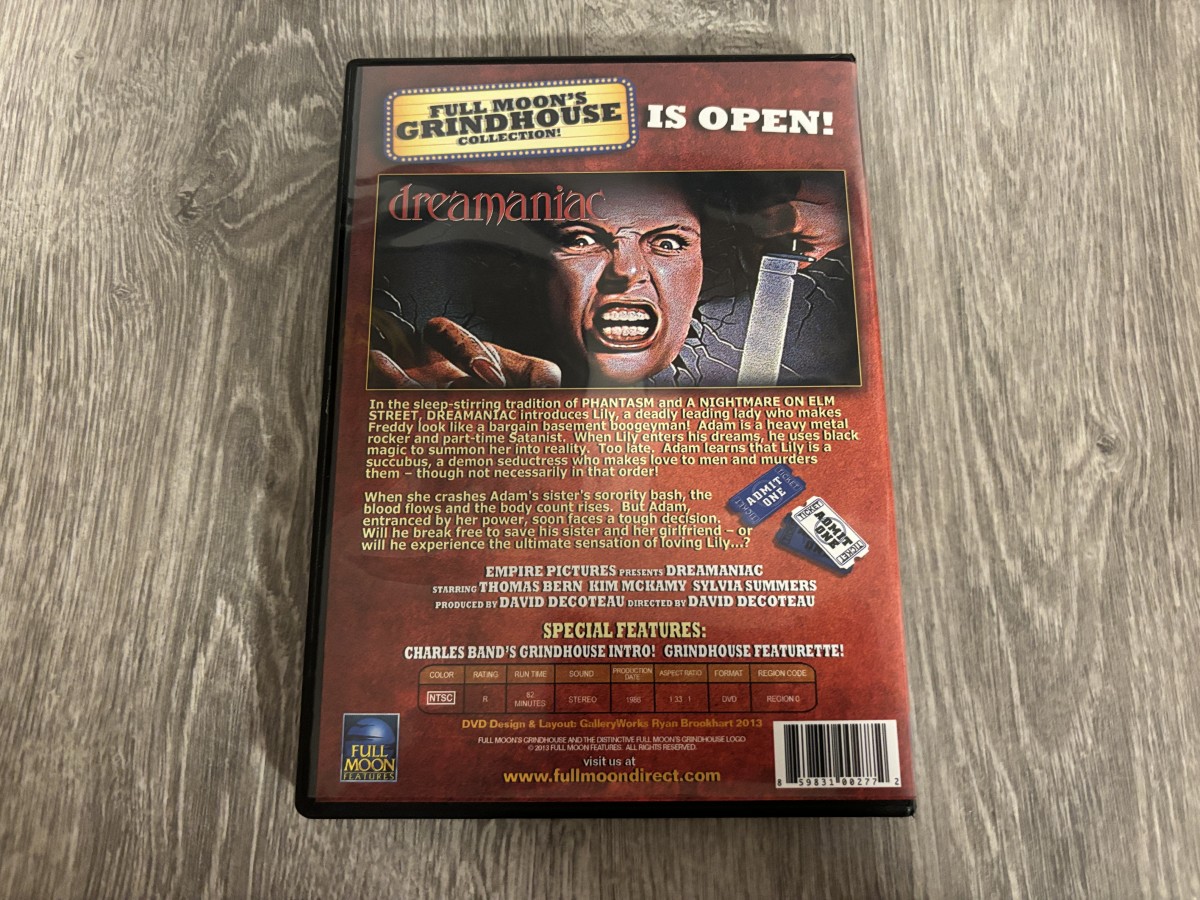 FULL MOON'S
GRINDHOUSE
COLLECTION!
IS OPEN!
dreamaniac
In the sleep-stirring tradition of PHANTASM and A NIGHTMARE ON ELM
STREET, DREAMANIAC introduces Lily, a deadly leading lady who makes
Freddy look like a bargain basement boogeyman! Adam is a heavy metal
rocker and part-time Satanist. When Lily enters his dreams, he uses black
magic to summon her into reality. Too late. Adam learns that Lily is a
succubus, a demon seductress who makes love to men and murders
them – though not necessarily in that order!
When she crashes Adam's sister's sorority bash, the
blood flows and the body count rises. But Adam,
entranced by her power, soon faces a tough decision.
Will he break free to save his sister and her girlfriend – or
will he experience the ultimate sensation of loving Lily...?
TICKET
ADMIT
ONE
TICKET
TICKET
ADMIT
ONE
TICKET
EMPIRE PICTURES PRESENTS DREAMANIAC
STARRING THOMAS BERN KIM MCKAMY SYLVIA SUMMERS
PRODUCED BY DAVID DECOTEAU DIRECTED BY DAVID DECOTEAU
SPECIAL FEATURES:
CHARLES BAND'S GRINDHOUSE INTRO! GRINDHOUSE FEATURETTE!
COLOR RATING RUN TIME SOUND PRODUCTION DATE ASPECT RATIO FORMAT REGION CODE
NTSC R 82 MINUTES STEREO 1986 1:33 1 DVD REGION 0
DVD Design & Layout: GalleryWorks Ryan Brookhart 2013
FULL MOON'S GRINDHOUSE AND THE DISTINCTIVE FULL MOON'S GRINDHOUSE LOGO
© 2013 FULL MOON FEATURES. ALL RIGHTS RESERVED.
visit us at
www.fullmoondirect.com
FULL
MOON
FEATURES
8 59831 00277 2